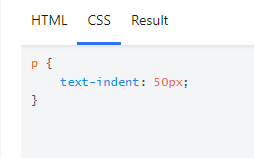 HTML CSS Result
p {
    text-indent: 50px;
}